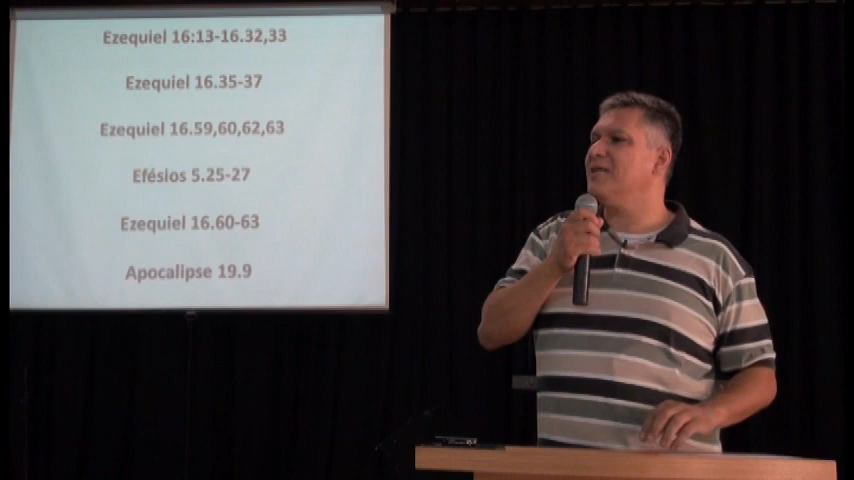 Ezequiel 16:13-16.32,33
Ezequiel 16.35-37
Ezequiel 16.59,60,62,63
Efésios 5.25-27
Ezequiel 16.60-63
Apocalipse 19.9